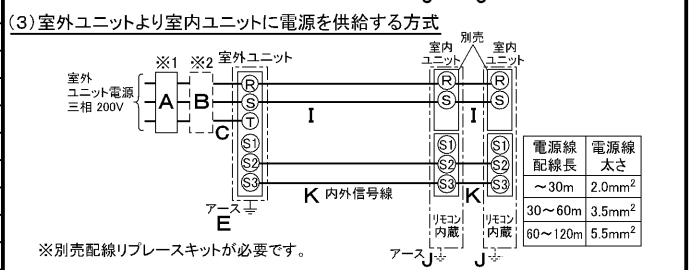 (3)室外ユニットより室内ユニットに電源を供給する方式
別売
※1 ※2 室外ユニット 室内ユニット 室内ユニット
室外
ユニット電源
三相 200V
A B C
R S T S1 S2 S3
I I
R S S1 S2 S3
R S S1 S2 S3
K 内外信号線 K
アース
E
リモコン内蔵 リモコン内蔵
アース J J
※別売配線リプレースキットが必要です。
電源線配線長 電源線太さ
～30m 2.0mm²
30～60m 3.5mm²
60～120m 5.5mm²